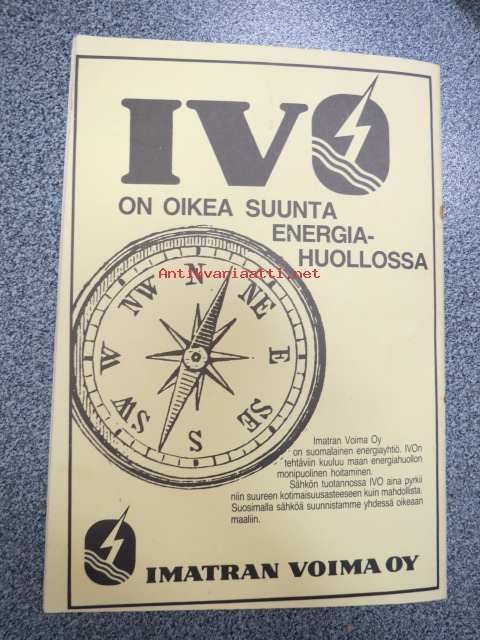 IVO
ON OIKEA SUUNTA
ENERGIA-
HUOLLOSSA
Antikvariaatti.net
N
NE
E
SE
S
SW
W
NW
Imatran Voima Oy
on suomalainen energiayhtiö. IVOn
tehtäviin kuuluu maan energiahuollon
monipuolinen hoitaminen.
Sähkön tuotannossa IVO aina pyrkii
niin suureen kotimaisuusasteeseen kuin mahdollista.
Suosimalla sähköä suunnistamme yhdessä oikeaan
maaliin.
IMATRAN VOIMA OY